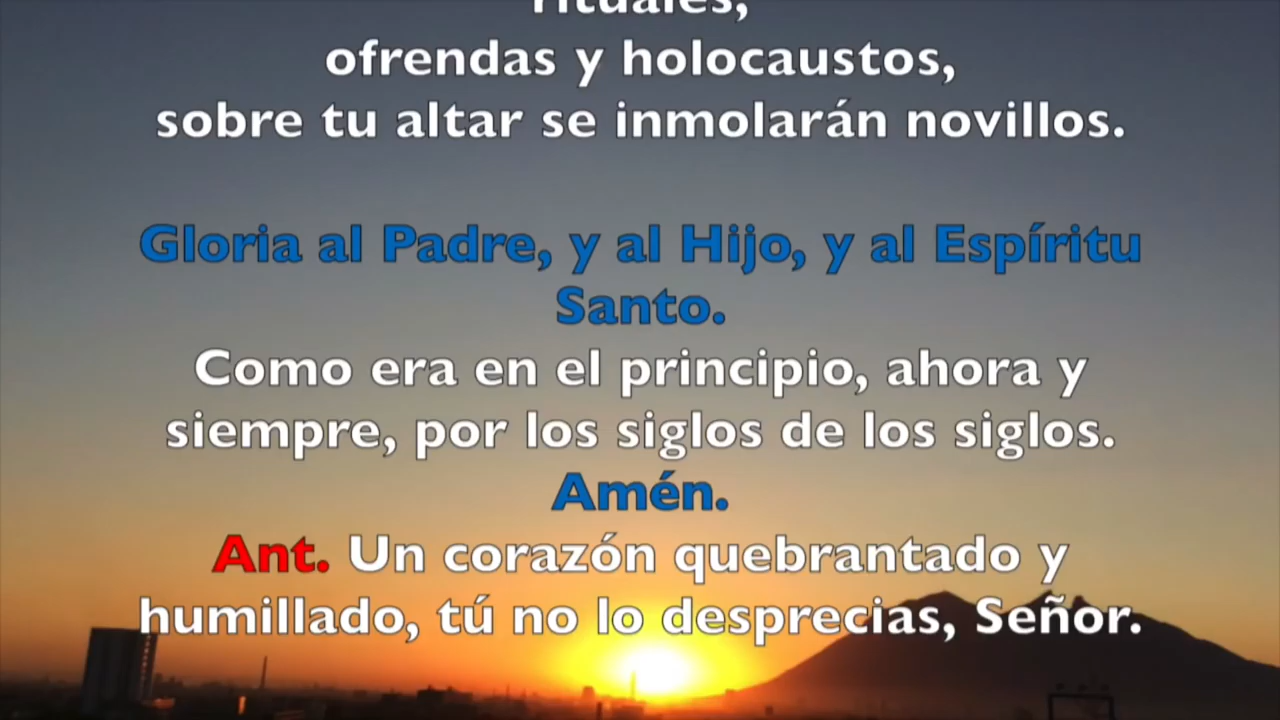 rituales,
ofrendas y holocaustos,
sobre tu altar se inmolarán novillos.
Gloria al Padre, y al Hijo, y al Espíritu
Santo.
Como era en el principio, ahora y
siempre, por los siglos de los siglos.
Amén.
Ant. Un corazón quebrantado y
humillado, tú no lo desprecias, Señor.